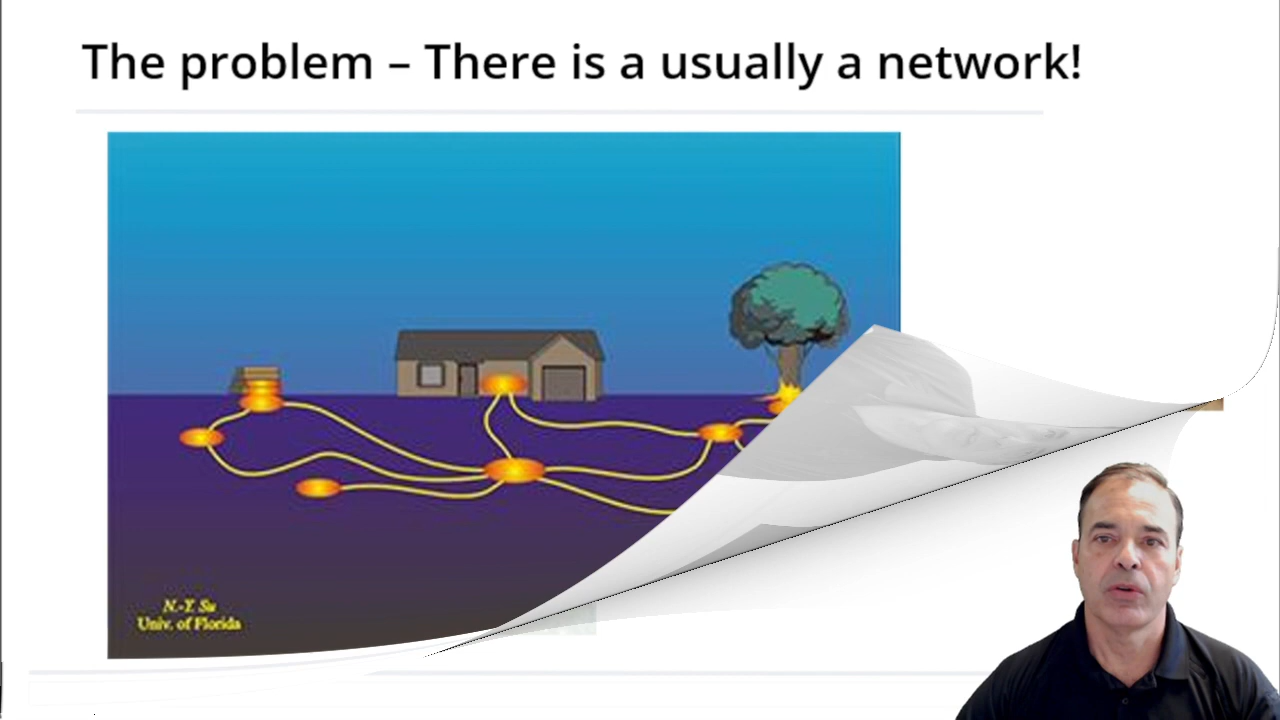 The problem – There is a usually a network!
N.-Y. Su
Univ. of Florida